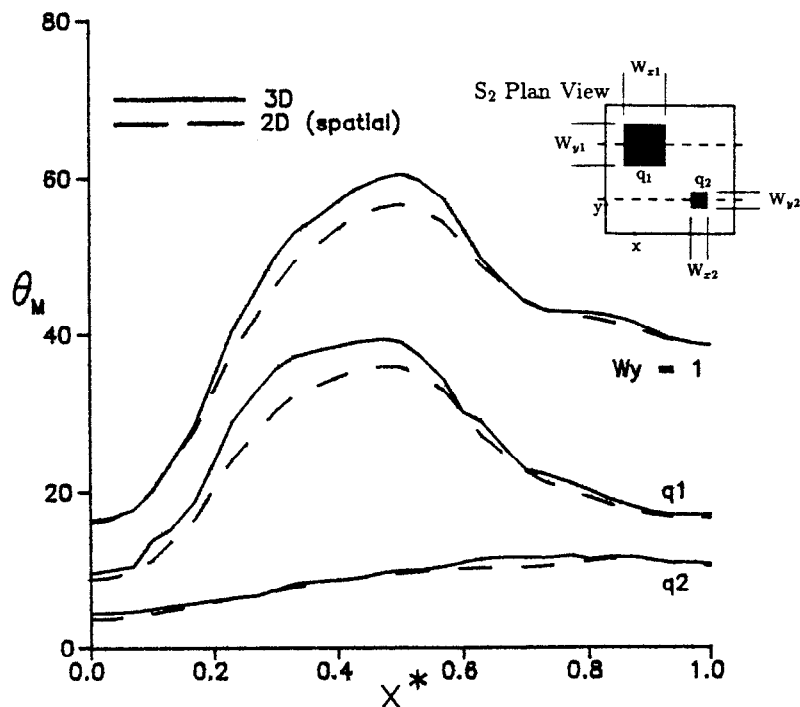 80
60
40
20
0
θM
3D
2D (spatial)
S2 Plan View
Wx1
Wy1
q1
q2
Wy2
y
x
Wx2
Wy = 1
q1
q2
0.0 0.2 0.4 0.6 0.8 1.0
X*